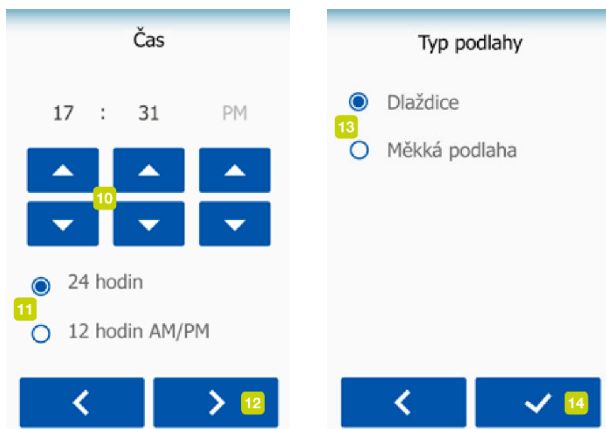 Čas
17 : 31 PM
10
24 hodin
11
12 hodin AM/PM
12
Typ podlahy
Dlaždice
13
Měkká podlaha
14